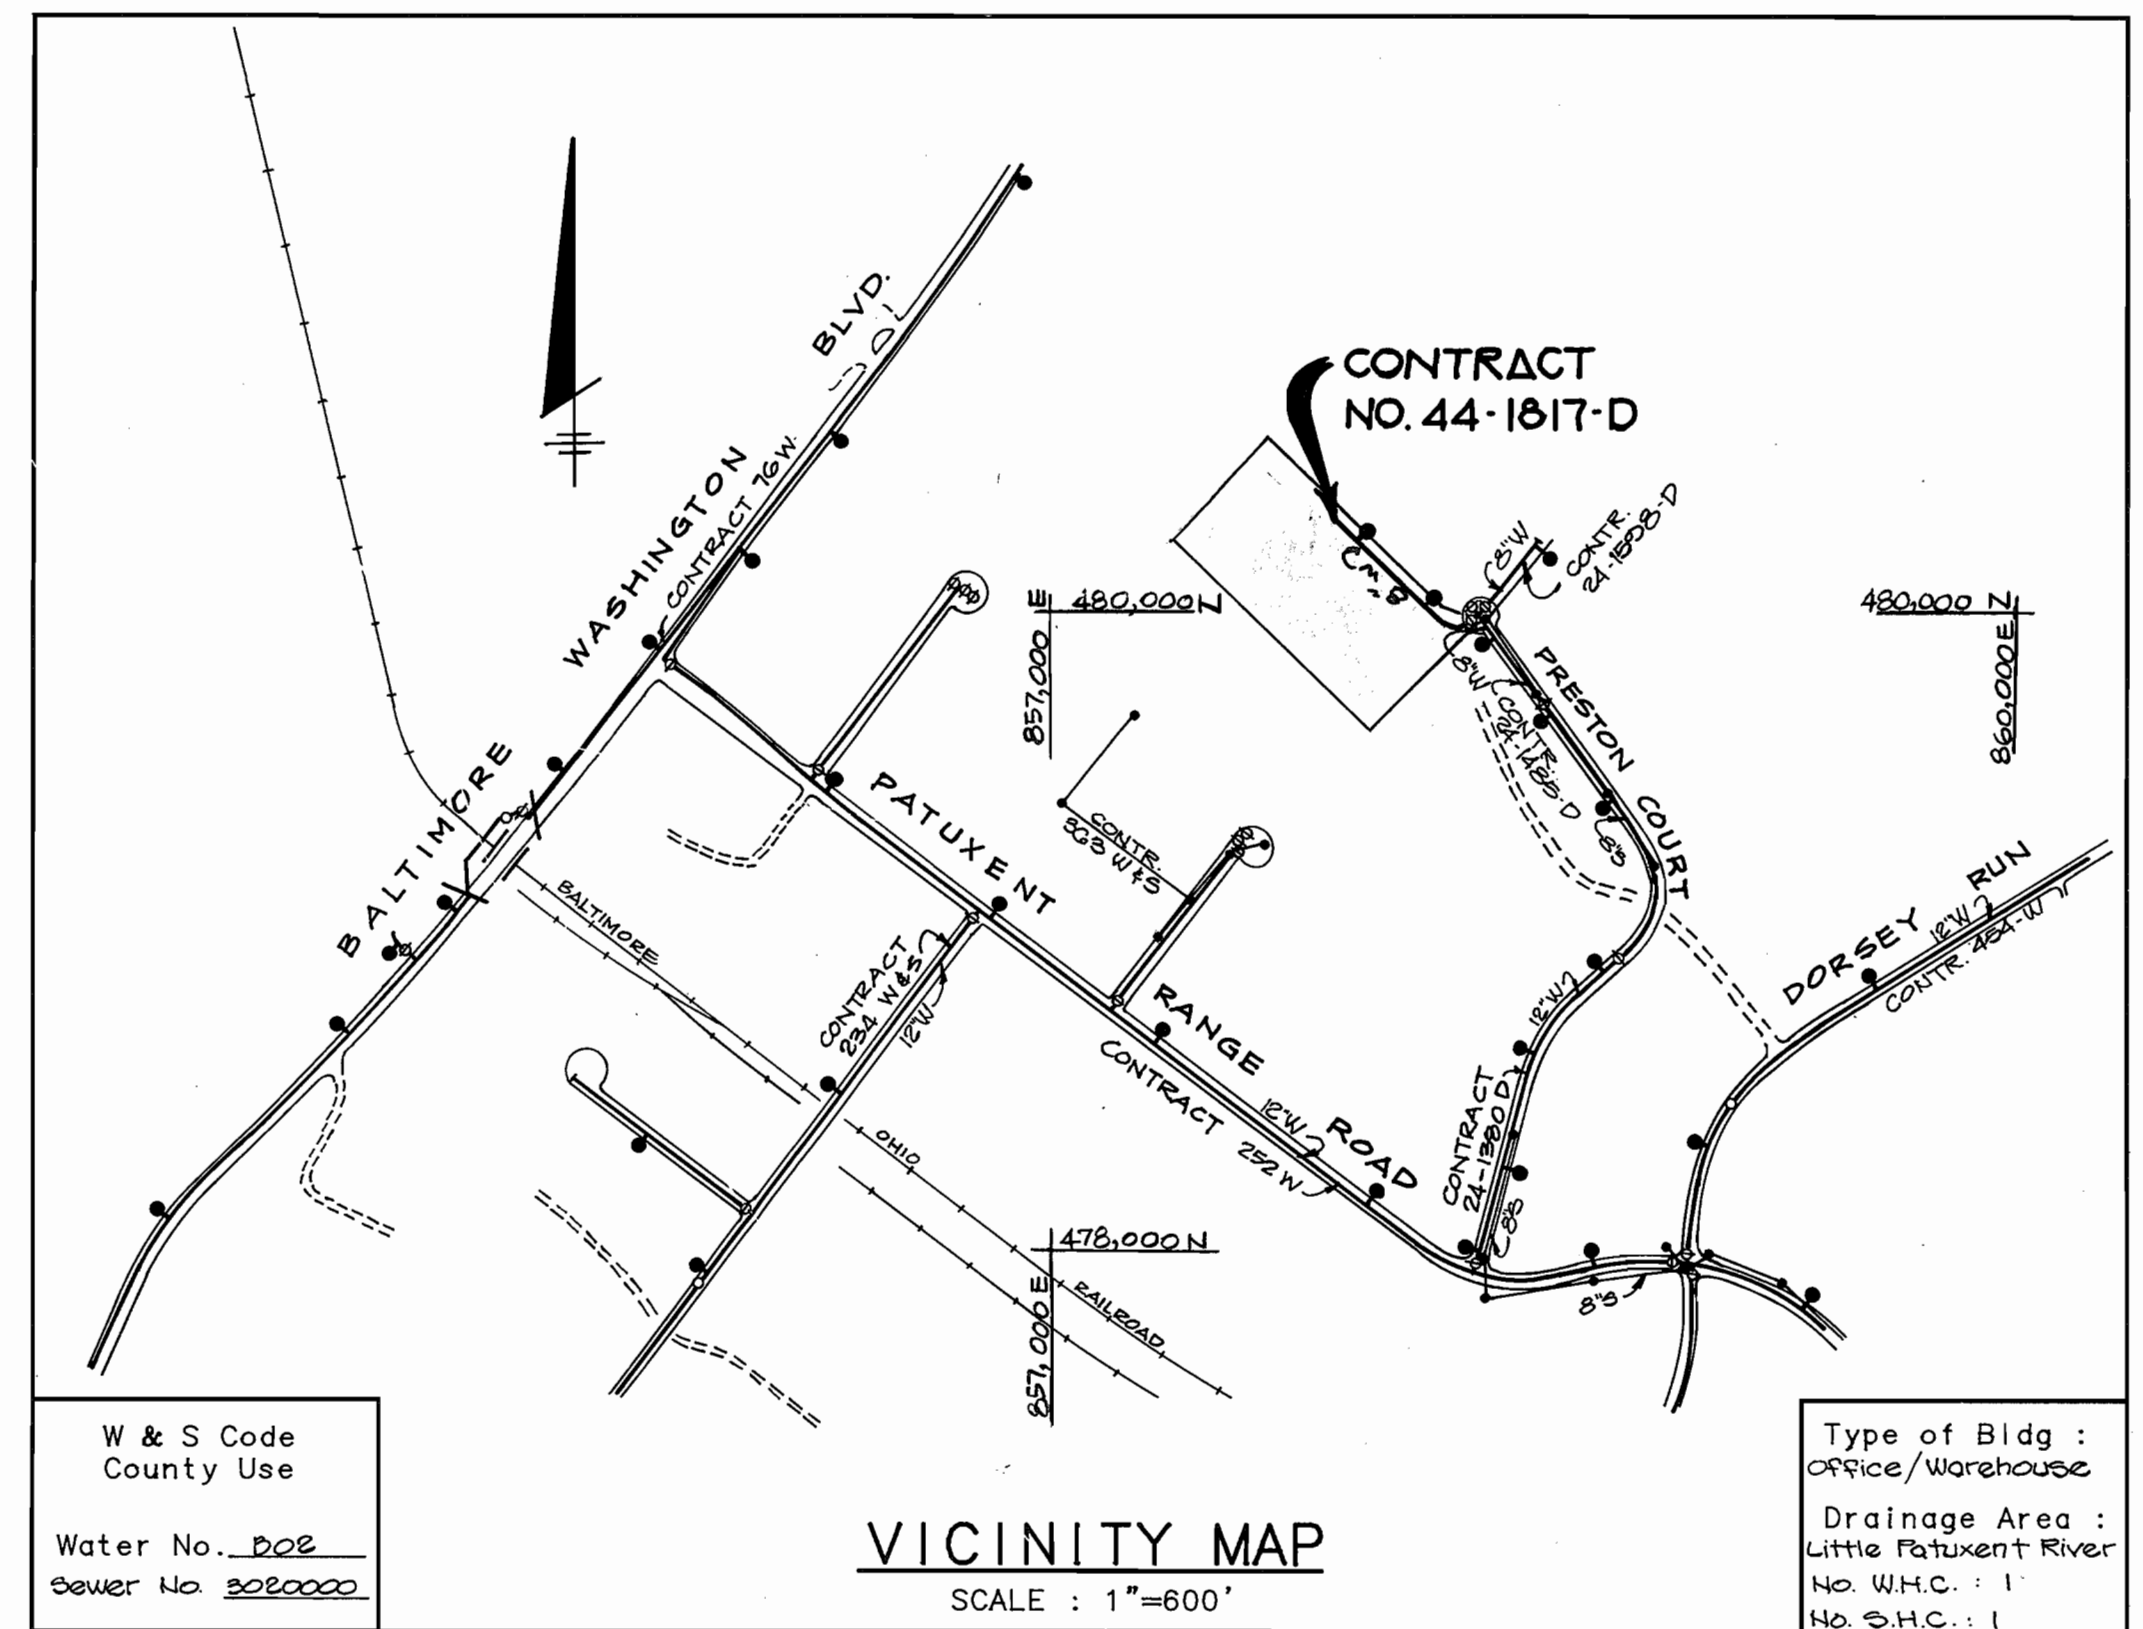 BALTIMORE WASHINGTON BLVD.
CONTRACT 76 W.
CONTRACT
NO. 44-1817-D
8"W
CONTR.
24-1598-D
857,000 E
480,000 N
480,000 N
860,000 E
8"W
CONTR.
24-1485-D
8"S
PRESTON COURT
PATUXENT RANGE ROAD
CONTR.
363 W&S
BALTIMORE
OHIO
RAILROAD
CONTRACT
234 W&S
12"W
CONTRACT 252 W
12"W
12"W
CONTRACT
24-1380 D
8"S
8"S
DORSEY RUN
12"W
CONTR. 454-W
478,000 N
857,000 E
W & S Code
County Use
Water No. B02
Sewer No. 3020000
VICINITY MAP
SCALE : 1"=600'
Type of Bldg :
Office/Warehouse
Drainage Area :
Little Patuxent River
No. W.H.C. : 1
No. S.H.C. : 1